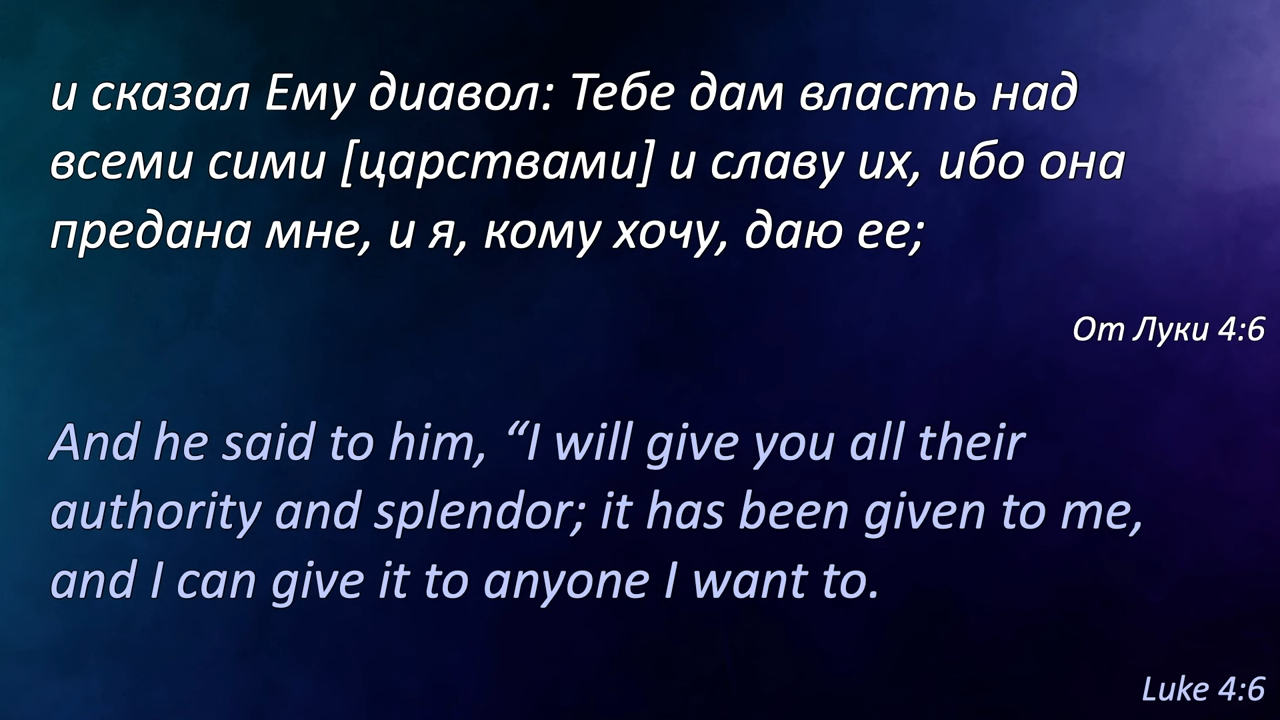 и сказал Ему диавол: Тебе дам власть над
всеми сими [царствами] и славу их, ибо она
предана мне, и я, кому хочу, даю ее;
От Луки 4:6
And he said to him, “I will give you all their
authority and splendor; it has been given to me,
and I can give it to anyone I want to.
Luke 4:6